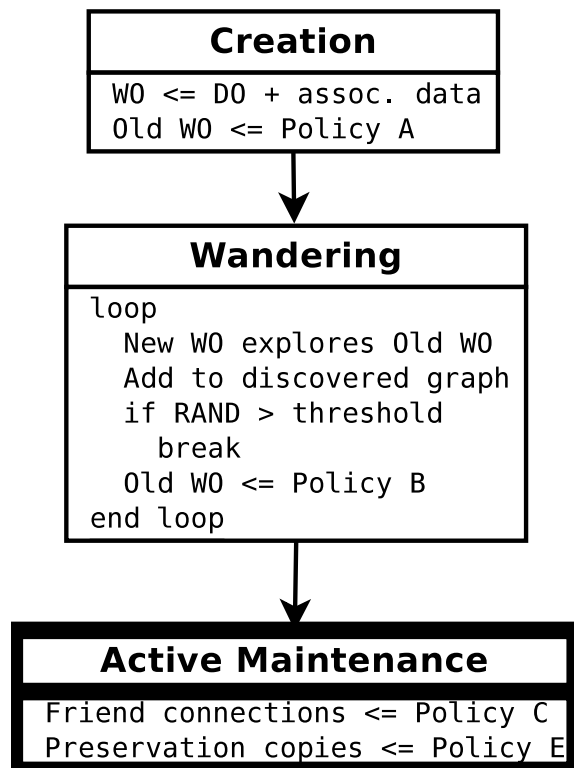 Creation
WO <= DO + assoc. data
Old WO <= Policy A
Wandering
loop
New WO explores Old WO
Add to discovered graph
if RAND > threshold
break
Old WO <= Policy B
end loop
Active Maintenance
Friend connections <= Policy C
Preservation copies <= Policy E